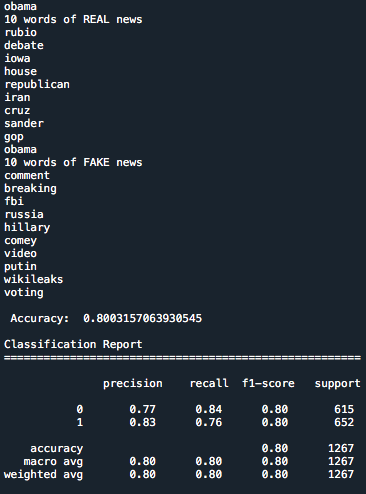 obama
10 words of REAL news
rubio
debate
iowa
house
republican
iran
cruz
sander
gop
obama
10 words of FAKE news
comment
breaking
fbi
russia
hillary
comey
video
putin
wikileaks
voting
Accuracy: 0.8003157063930545
Classification Report
=======================================================
precision recall f1-score support
0 0.77 0.84 0.80 615
1 0.83 0.76 0.80 652
accuracy 0.80 1267
macro avg 0.80 0.80 0.80 1267
weighted avg 0.80 0.80 0.80 1267